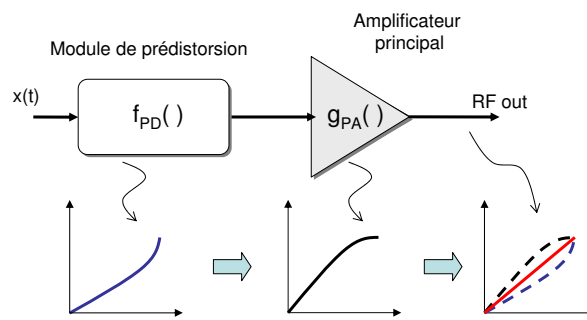 Amplificateur
principal
Module de prédistorsion
x(t)
f_PD( )
g_PA( )
RF out